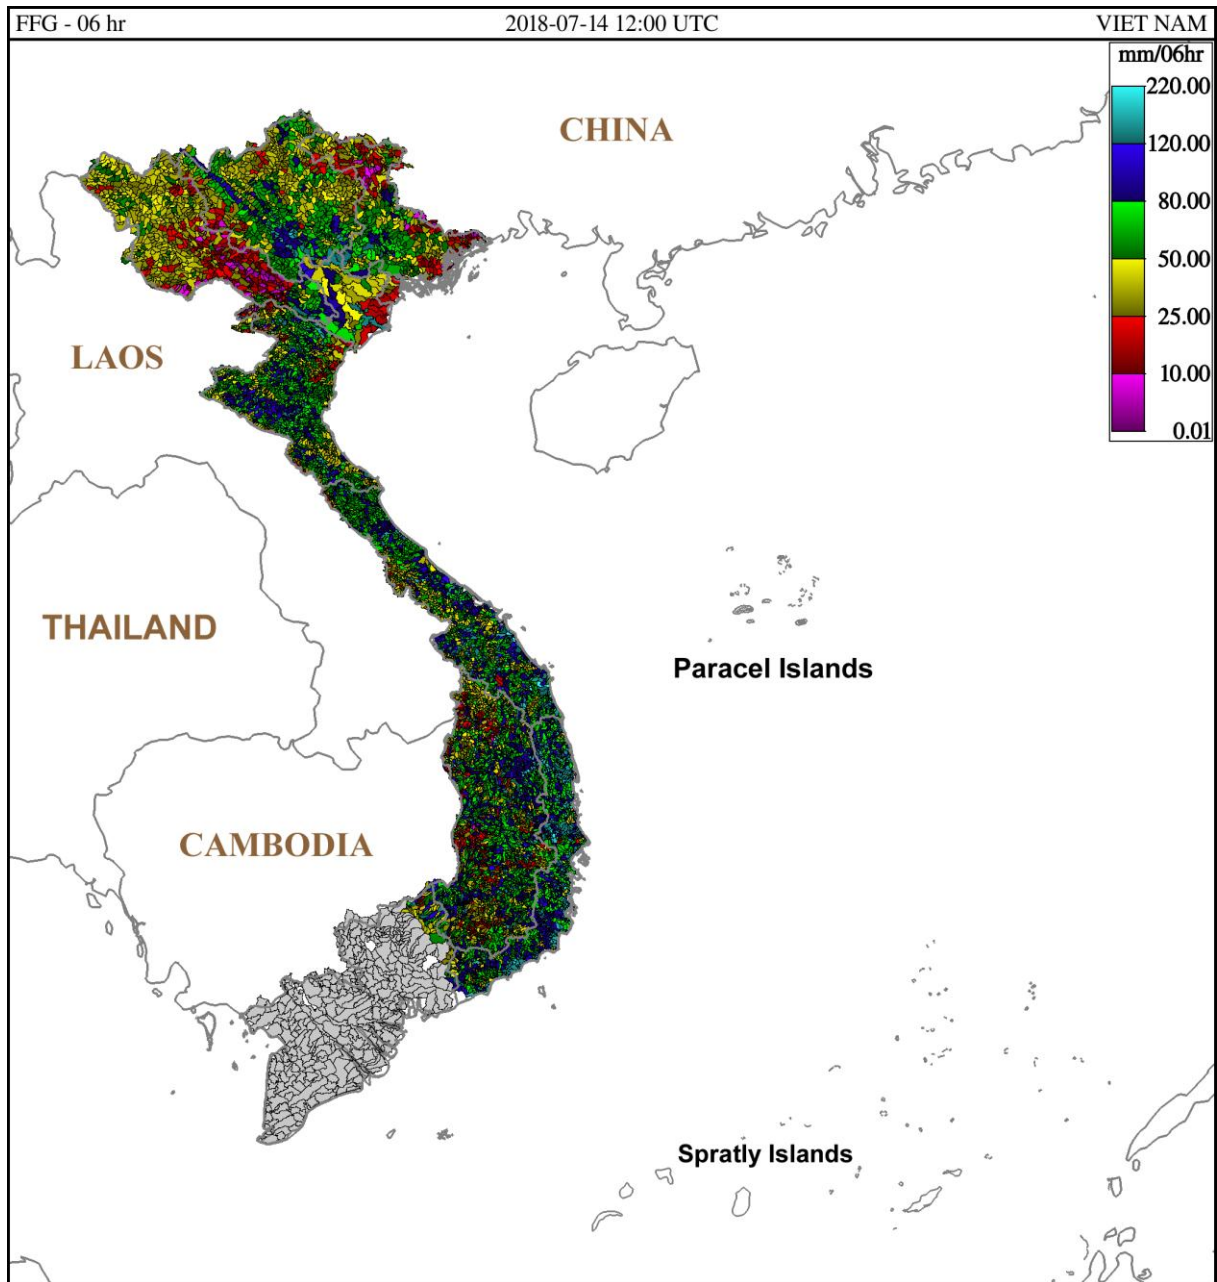 FFG - 06 hr
2018-07-14 12:00 UTC
VIET NAM
mm/06hr
220.00
120.00
80.00
50.00
25.00
10.00
0.01
CHINA
LAOS
THAILAND
Paracel Islands
CAMBODIA
Spratly Islands